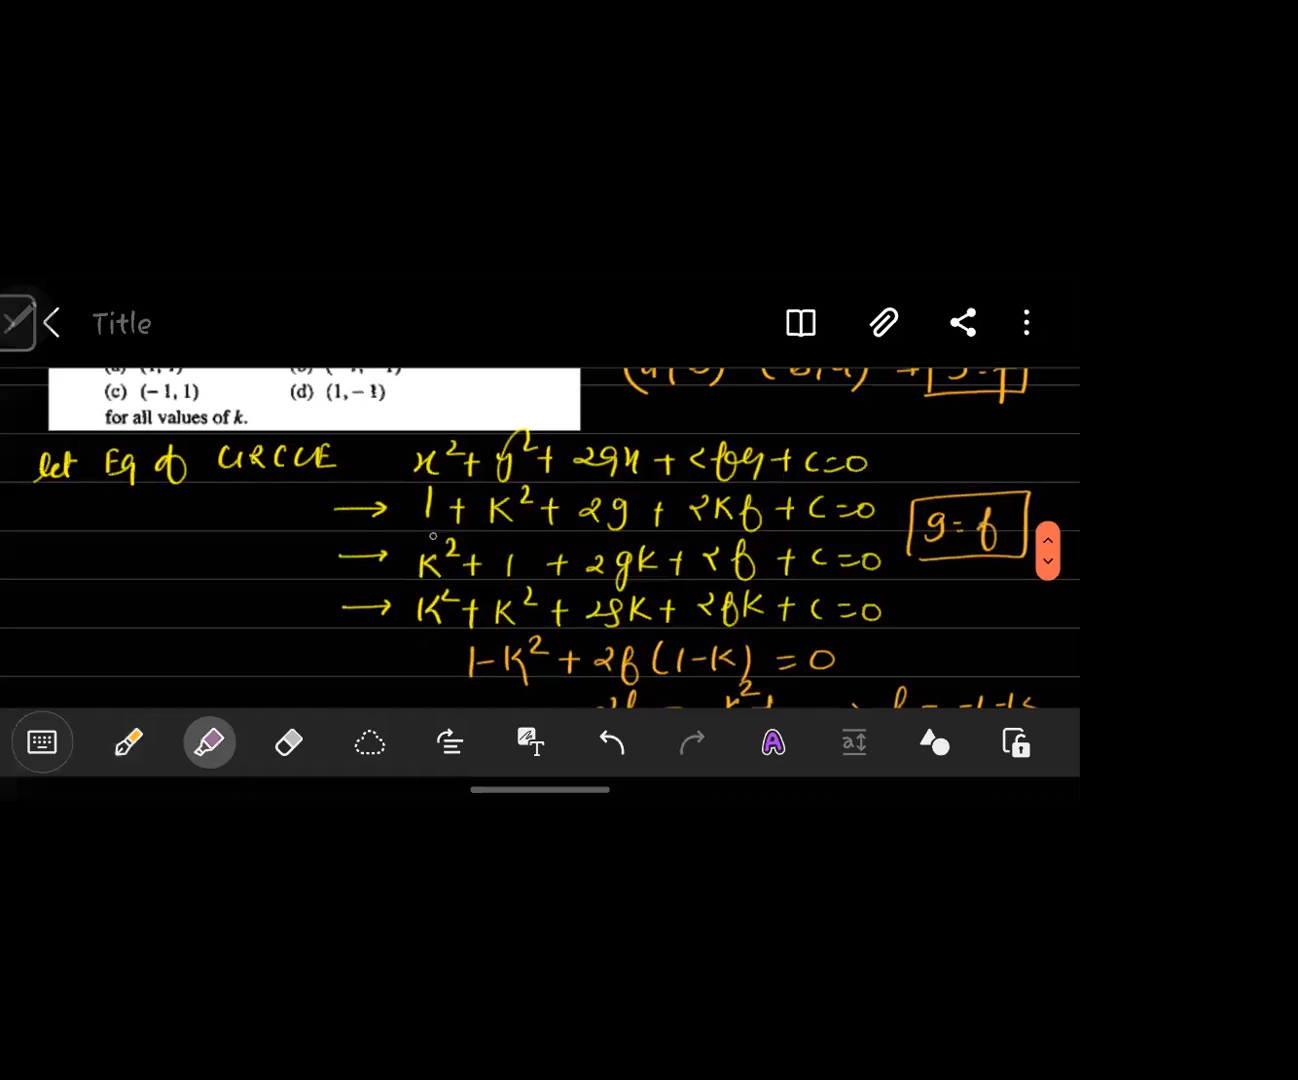 Title
(c) (– 1, 1) (d) (1, – 1)
for all values of k.
let Eq of CIRCLE x² + y² + 2gx + 2fy + c = 0
→ 1 + K² + 2g + 2Kf + c = 0
g = f
→ K² + 1 + 2gK + 2f + c = 0
→ K² + K² + 2gK + 2fK + c = 0
1 - K² + 2f (1 - K) = 0